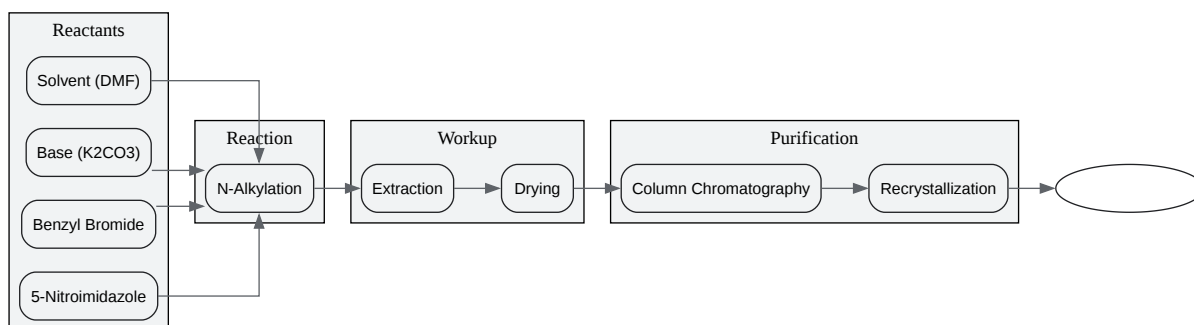 Reactants
Solvent (DMF)
Base (K2CO3)
Benzyl Bromide
5-Nitroimidazole
Reaction
N-Alkylation
Workup
Extraction
Drying
Purification
Column Chromatography
Recrystallization